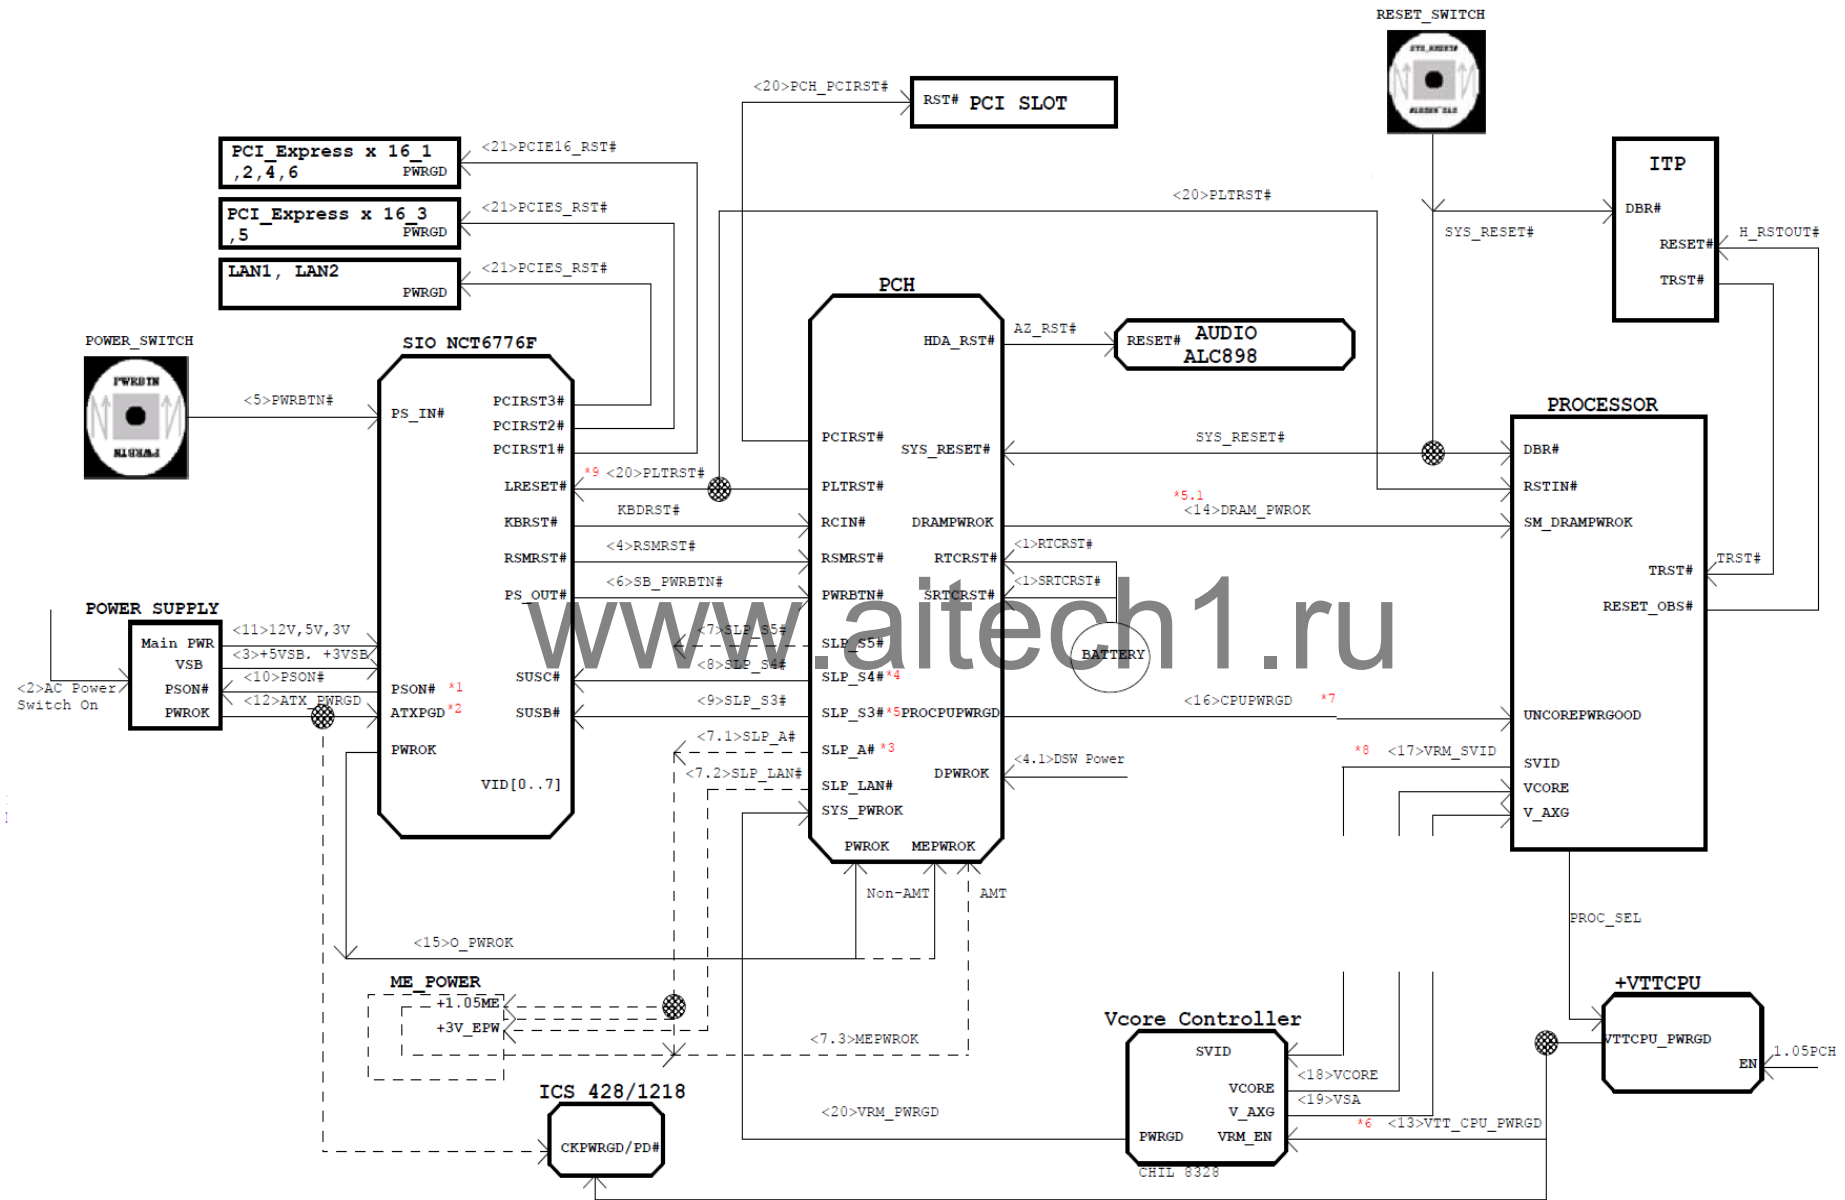 RESET_SWITCH
SYS_RESET#
<20>PCH_PCIRST#
RST# PCI SLOT
PCI_Express x 16_1
,2,4,6
PWRGD
<21>PCIE16_RST#
PCI_Express x 16_3
,5
PWRGD
<21>PCIES_RST#
LAN1, LAN2
PWRGD
<21>PCIES_RST#
<20>PLTRST#
SYS_RESET#
ITP
DBR#
RESET#
TRST#
H_RSTOUT#
POWER_SWITCH
PWRBTN
PWRBTN
<5>PWRBTN#
SIO NCT6776F
PS_IN#
PCIRST3#
PCIRST2#
PCIRST1#
LRESET#
KBRST#
RSMRST#
PS_OUT#
SUSC#
SUSB#
PSON# *1
ATXPGD *2
PWROK
VID[0..7]
*9 <20>PLTRST#
KBDRST#
<4>RSMRST#
<6>SB_PWRBTN#
<7>SLP_S5#
<8>SLP_S4#
<9>SLP_S3#
<7.1>SLP_A#
<7.2>SLP_LAN#
PCH
HDA_RST#
PCIRST#
SYS_RESET#
PLTRST#
RCIN#
DRAMPWROK
RSMRST#
RTCRST#
PWRBTN#
SRTCRST#
SLP_S5#
SLP_S4# *4
SLP_S3# *5 PROCPUPWRGD
SLP_A# *3
DPWROK
SLP_LAN#
SYS_PWROK
PWROK
MEPWROK
AZ_RST#
RESET# AUDIO
ALC898
SYS_RESET#
*5.1
<14>DRAM_PWROK
<1>RTCRST#
<1>SRTCRST#
BATTERY
<16>CPUPWRGD *7
<4.1>DSW Power
*8 <17>VRM_SVID
PROCESSOR
DBR#
RSTIN#
SM_DRAMPWROK
TRST#
RESET_OBS#
UNCOREPWRGOOD
SVID
VCORE
V_AXG
TRST#
www.aitech1.ru
POWER SUPPLY
Main PWR
VSB
PSON#
PWROK
<11>12V,5V,3V
<3>+5VSB. +3VSB
<10>PSON#
<12>ATX_PWRGD
<2>AC Power
Switch On
Non-AMT
AMT
<15>O_PWROK
ME_POWER
+1.05ME
+3V_EPW
<7.3>MEPWROK
ICS 428/1218
CKPWRGD/PD#
<20>VRM_PWRGD
Vcore Controller
SVID
VCORE
V_AXG
PWRGD
VRM_EN
CHIL 8328
<18>VCORE
<19>VSA
*6 <13>VTT_CPU_PWRGD
PROC_SEL
+VTTCPU
VTTCPU_PWRGD
EN
1.05PCH